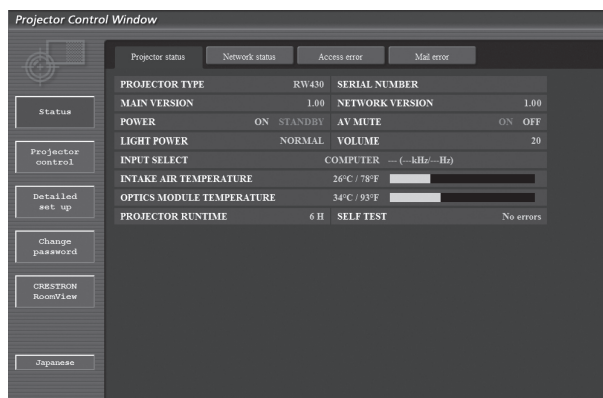 Projector Control Window
Projector status Network status Access error Mail error
PROJECTOR TYPE RW430 SERIAL NUMBER
MAIN VERSION 1.00 NETWORK VERSION 1.00
POWER ON STANDBY AV MUTE ON OFF
LIGHT POWER NORMAL VOLUME 20
INPUT SELECT COMPUTER --- (---kHz/---Hz)
INTAKE AIR TEMPERATURE 26°C / 78°F
OPTICS MODULE TEMPERATURE 34°C / 93°F
PROJECTOR RUNTIME 6 H SELF TEST No errors
Status
Projector
control
Detailed
set up
Change
password
CRESTRON
RoomView
Japanese